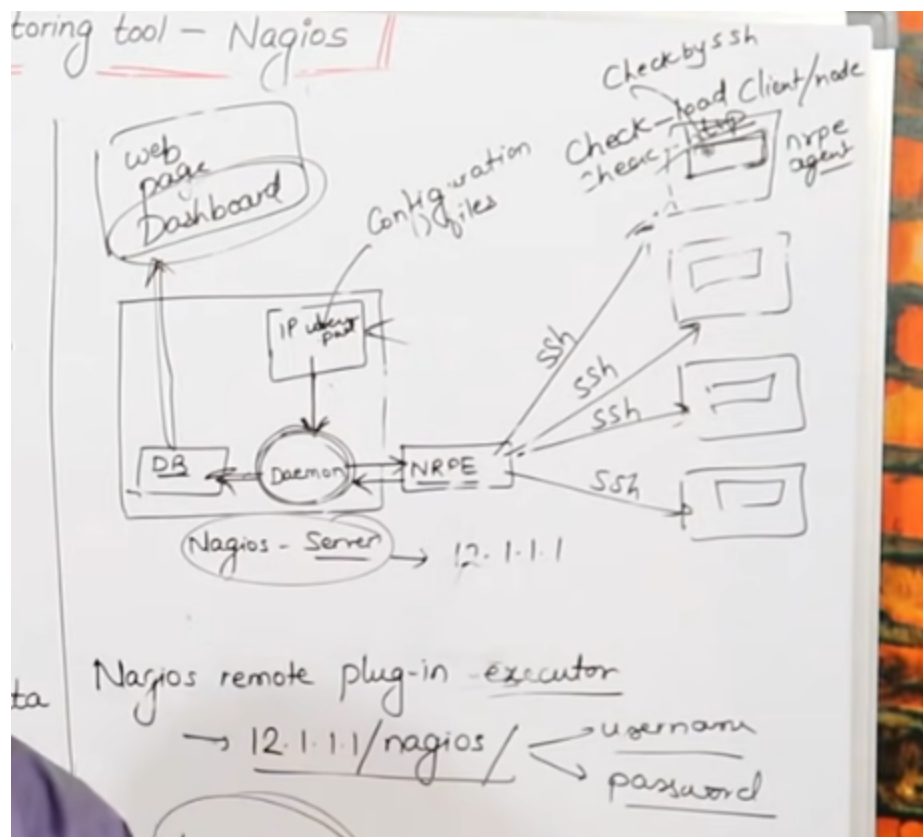 toring tool - Nagios
Check by ssh
Check-load Client/node
nrpe
agent
web
page
Dashboard
Configuration
files
IP
DB
Daemon
NRPE
ssh
ssh
ssh
ssh
Nagios - Server → 12.1.1.1
Nagios remote plug-in executor
ta
→ 12.1.1.1/nagios/
username
password